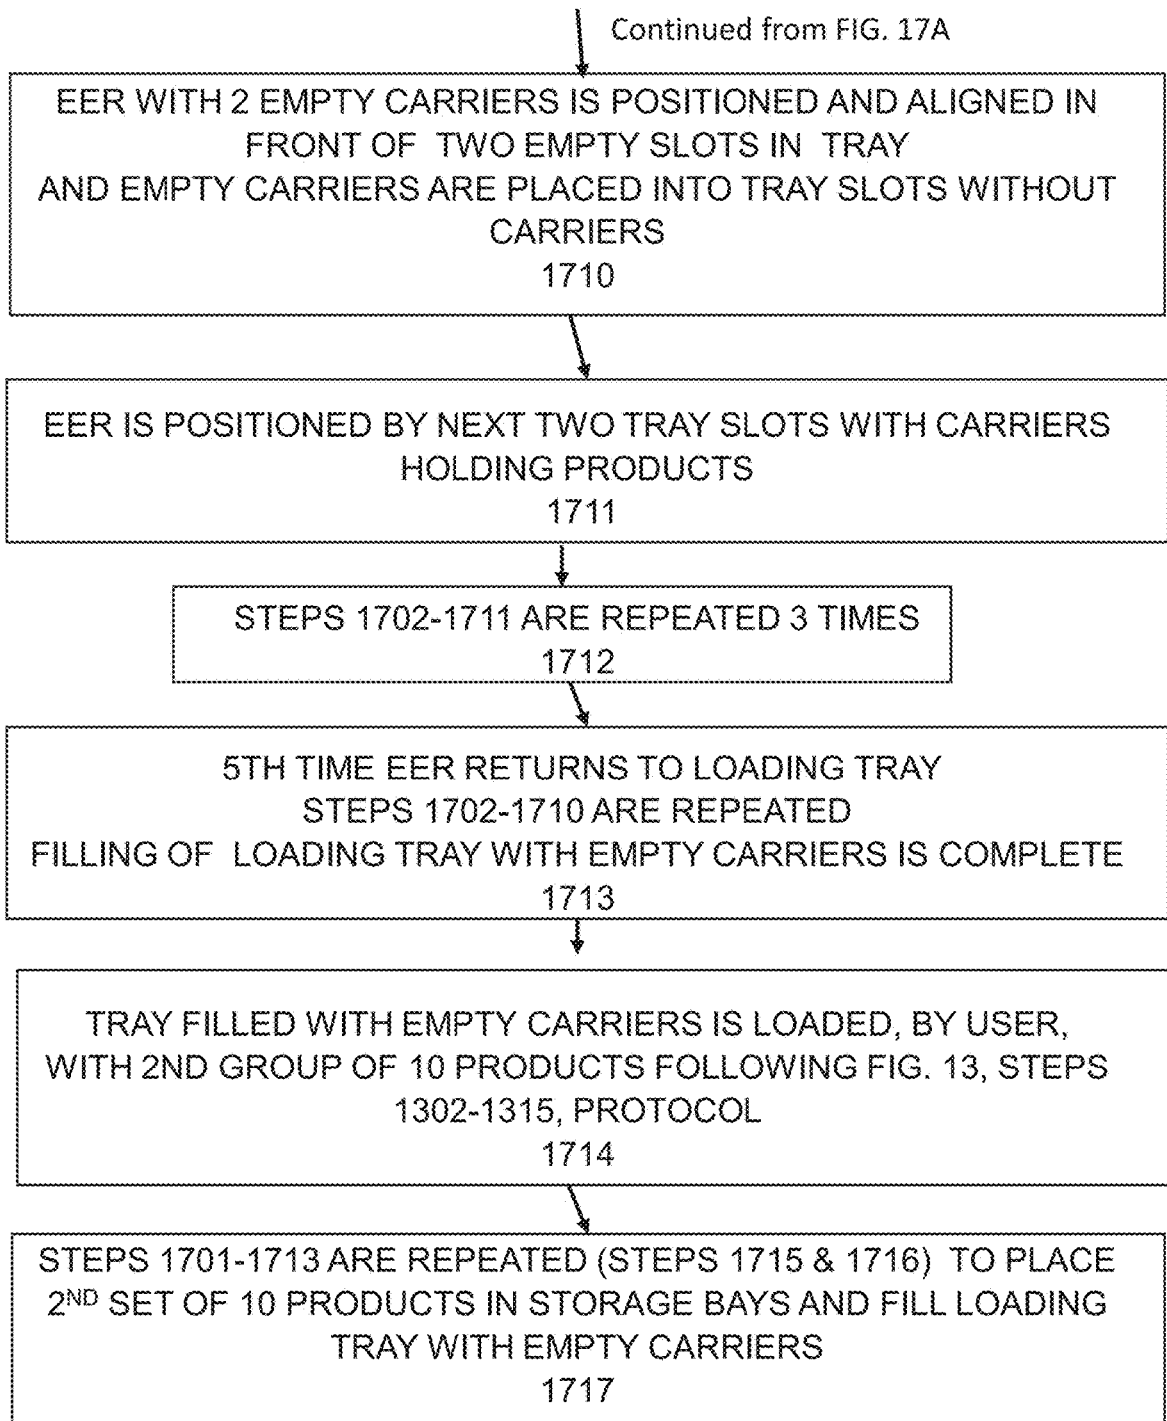 Continued from FIG. 17A
EER WITH 2 EMPTY CARRIERS IS POSITIONED AND ALIGNED IN
FRONT OF TWO EMPTY SLOTS IN TRAY
AND EMPTY CARRIERS ARE PLACED INTO TRAY SLOTS WITHOUT
CARRIERS
1710
EER IS POSITIONED BY NEXT TWO TRAY SLOTS WITH CARRIERS
HOLDING PRODUCTS
1711
STEPS 1702-1711 ARE REPEATED 3 TIMES
1712
5TH TIME EER RETURNS TO LOADING TRAY
STEPS 1702-1710 ARE REPEATED
FILLING OF LOADING TRAY WITH EMPTY CARRIERS IS COMPLETE
1713
TRAY FILLED WITH EMPTY CARRIERS IS LOADED, BY USER,
WITH 2ND GROUP OF 10 PRODUCTS FOLLOWING FIG. 13, STEPS
1302-1315, PROTOCOL
1714
STEPS 1701-1713 ARE REPEATED (STEPS 1715 & 1716) TO PLACE
2ND SET OF 10 PRODUCTS IN STORAGE BAYS AND FILL LOADING
TRAY WITH EMPTY CARRIERS
1717